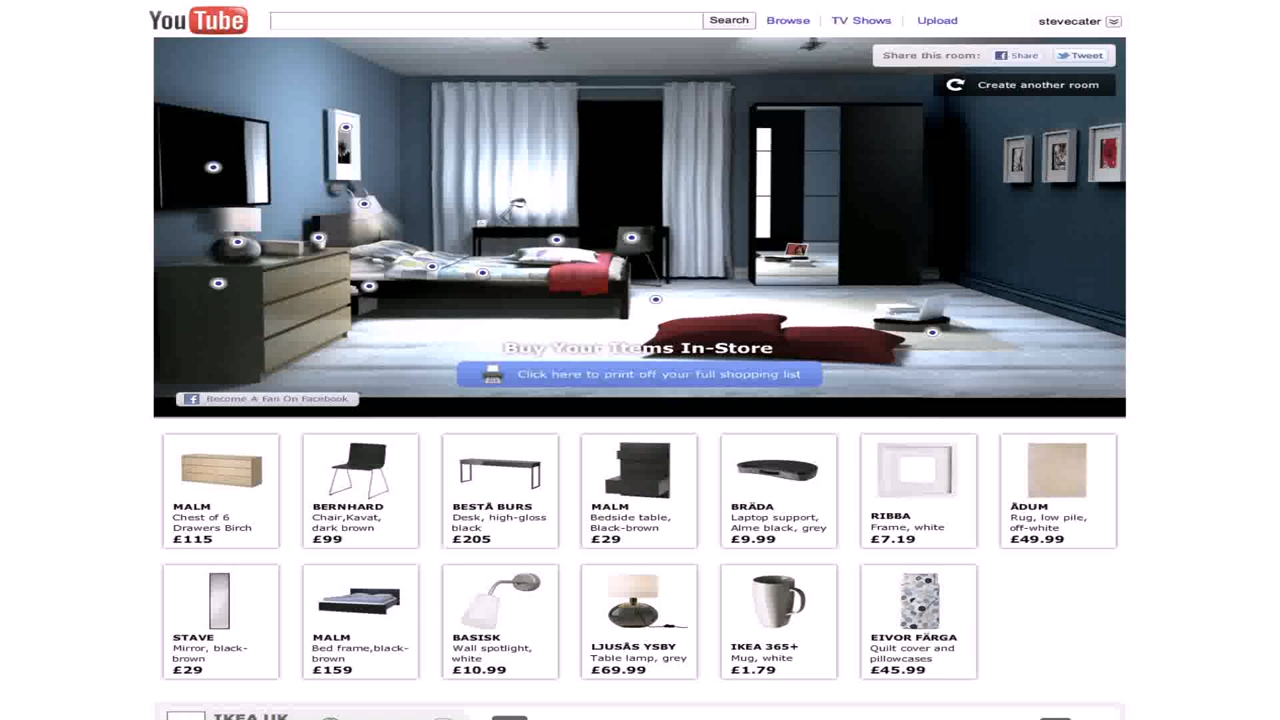 YouTube
Search
Browse
TV Shows
Upload
stevecater
Share this room:
Share
Tweet
Create another room
Buy Your Items In-Store
Click here to print off your full shopping list
Become A Fan On Facebook
MALM
Chest of 6
Drawers Birch
£115
BERNHARD
Chair,Kavat,
dark brown
£99
BESTÅ BURS
Desk, high-gloss
black
£205
MALM
Bedside table,
Black-brown
£29
BRÄDA
Laptop support,
Alme black, grey
£9.99
RIBBA
Frame, white
£7.19
ÅDUM
Rug, low pile,
off-white
£49.99
STAVE
Mirror, black-
brown
£29
MALM
Bed frame,black-
brown
£159
BASISK
Wall spotlight,
white
£10.99
LJUSÅS YSBY
Table lamp, grey
£69.99
IKEA 365+
Mug, white
£1.79
EIVOR FÄRGA
Quilt cover and
pillowcases
£45.99
IKEA UK